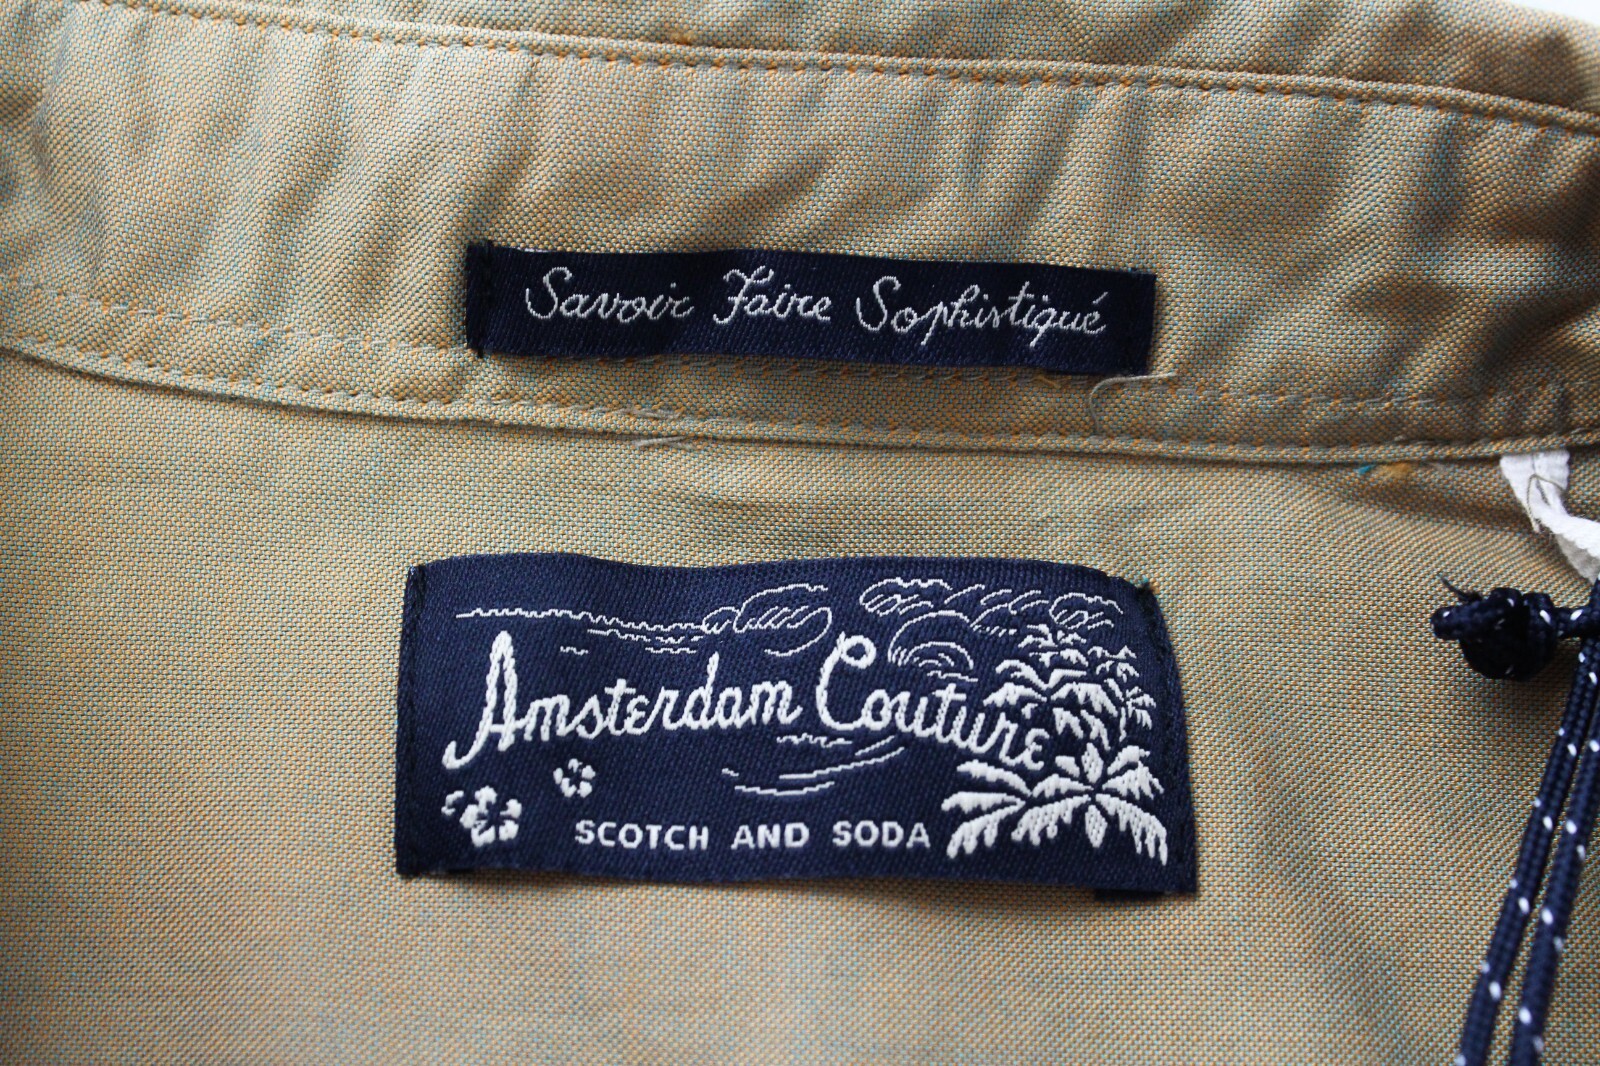 Savoir Faire Sophistiqué
Amsterdam Couture
SCOTCH AND SODA